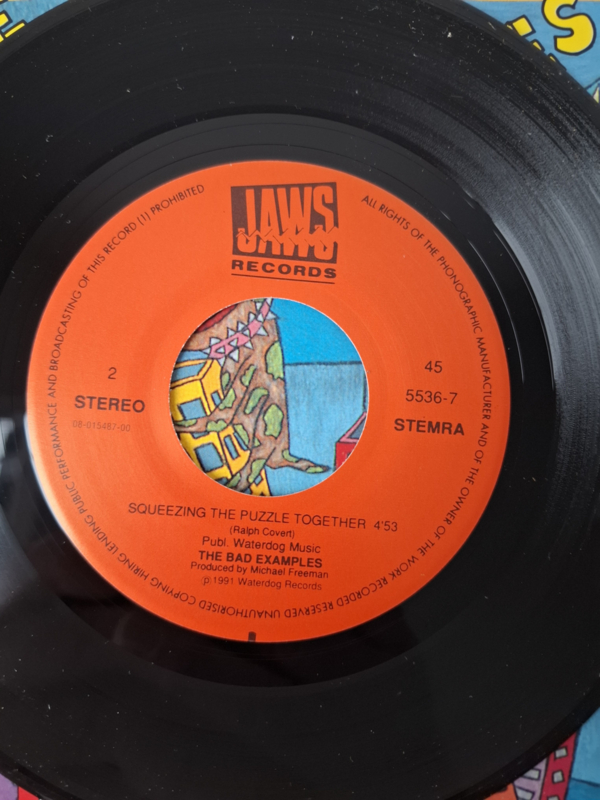 JAWS
RECORDS
ALL RIGHTS OF THE PHONOGRAPHIC MANUFACTURER AND OF THE OWNER OF THE WORK RECORDED RESERVED UNAUTHORISED COPYING HIRING LENDING PUBLIC PERFORMANCE AND BROADCASTING OF THIS RECORD (1) PROHIBITED
2
STEREO
08-015487-00
45
5536-7
STEMRA
SQUEEZING THE PUZZLE TOGETHER 4'53
(Ralph Covert)
Publ. Waterdog Music
THE BAD EXAMPLES
Produced by Michael Freeman
℗1991 Waterdog Records